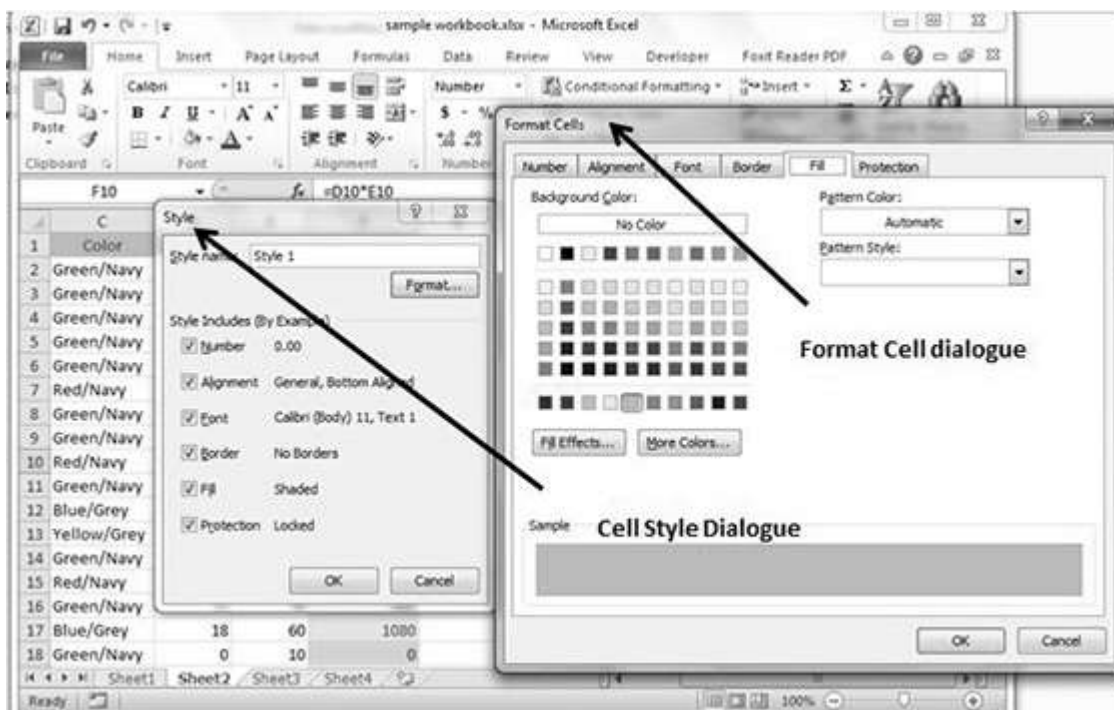 sample workbook.xlsx - Microsoft Excel
File Home Insert Page Layout Formulas Data Review View Developer Foxit Reader PDF
Paste
Calibri 11
B I U A A A
Number
$ %
Conditional Formatting Insert Σ
Clipboard Font Alignment Number
F10 fx =D10*E10
C
1 Color
2 Green/Navy
3 Green/Navy
4 Green/Navy
5 Green/Navy
6 Green/Navy
7 Red/Navy
8 Green/Navy
9 Green/Navy
10 Red/Navy
11 Green/Navy
12 Blue/Grey
13 Yellow/Grey
14 Green/Navy
15 Red/Navy
16 Green/Navy
17 Blue/Grey 18 60 1080
18 Green/Navy 0 10 0
Sheet1 Sheet2 Sheet3 Sheet4
Ready 100%
Style
Style name: Style 1
Format...
Style Includes (By Example)
Number 0.00
Alignment General, Bottom Aligned
Font Calibri (Body) 11, Text 1
Border No Borders
Fill Shaded
Protection Locked
OK Cancel
Format Cells
Number Alignment Font Border Fill Protection
Background Color:
No Color
Pattern Color:
Automatic
Pattern Style:
Fill Effects... More Colors...
Format Cell dialogue
Cell Style Dialogue
Sample
OK Cancel